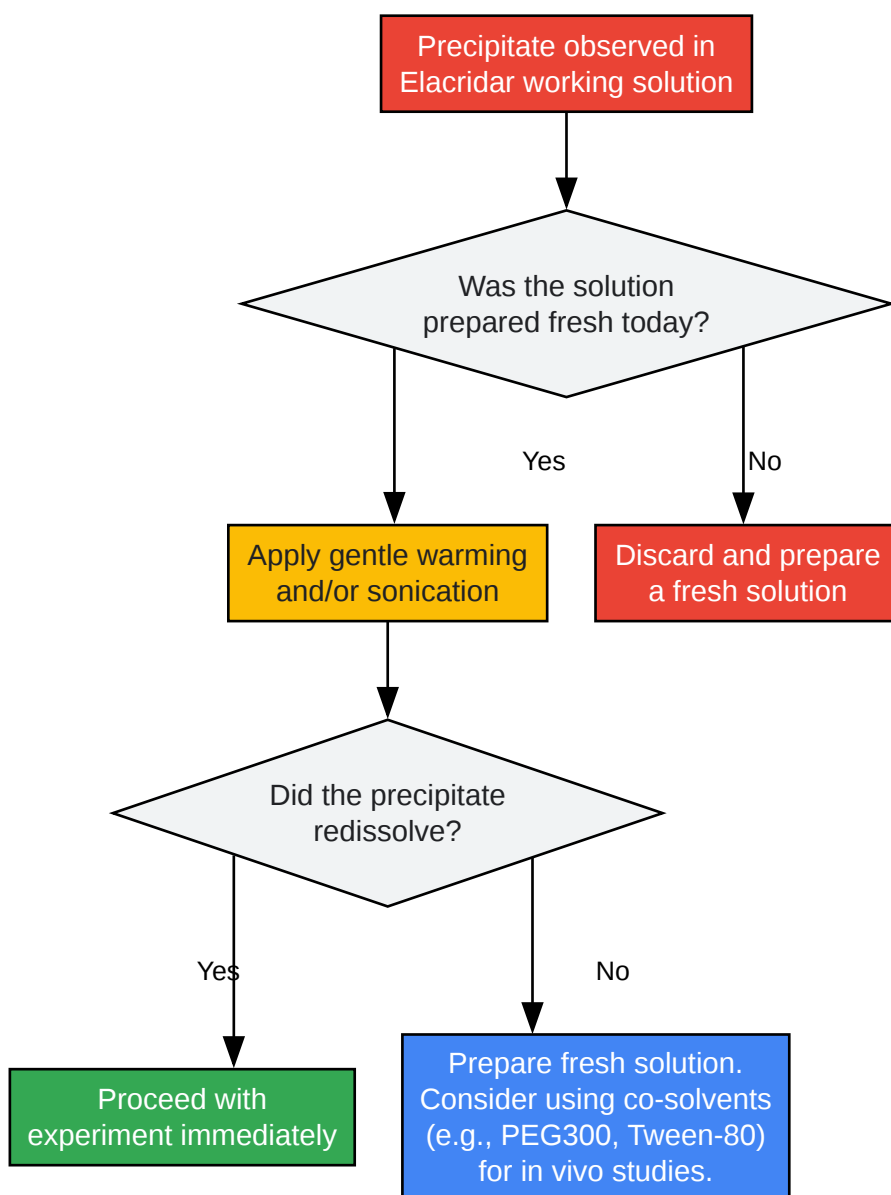 Precipitate observed in
Elacridar working solution
Was the solution
prepared fresh today?
Yes
No
Apply gentle warming
and/or sonication
Discard and prepare
a fresh solution
Did the precipitate
redissolve?
Yes
No
Proceed with
experiment immediately
Prepare fresh solution.
Consider using co-solvents
(e.g., PEG300, Tween-80)
for in vivo studies.